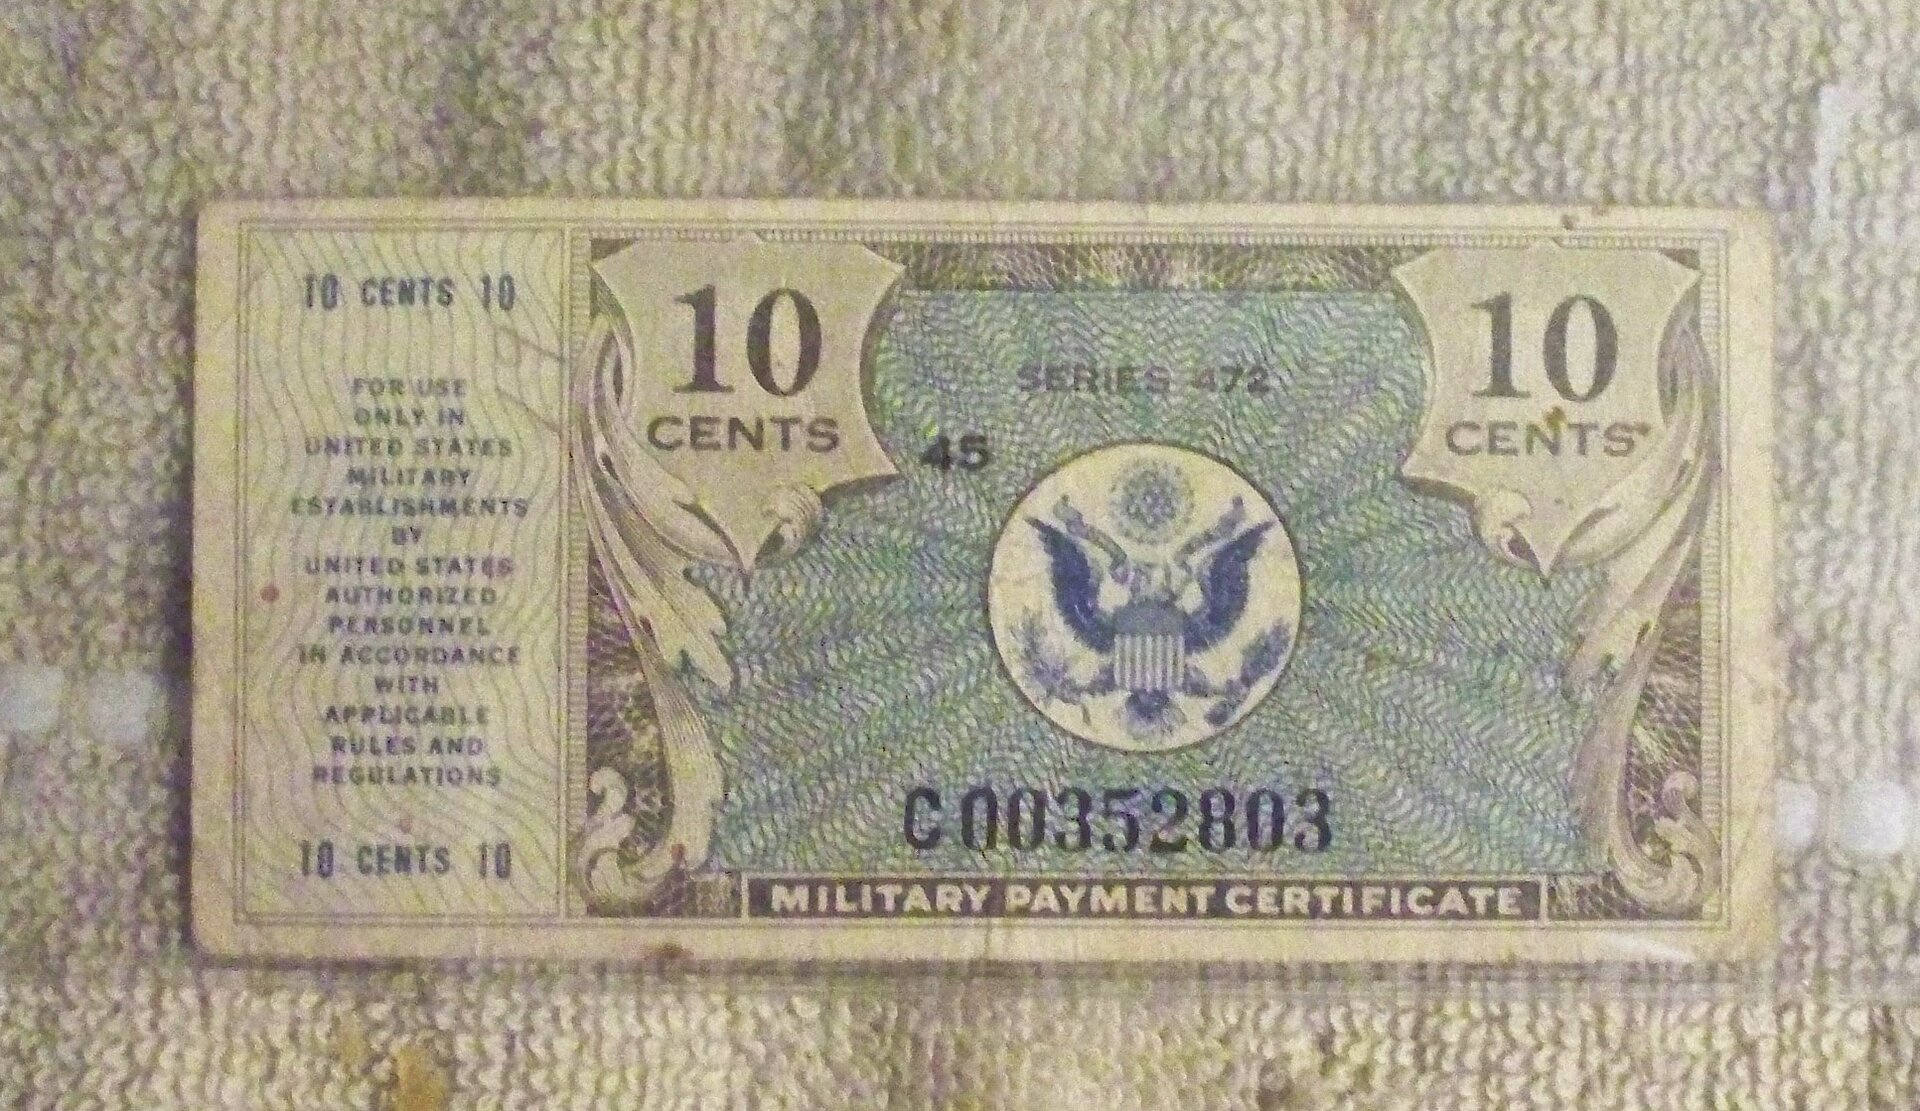 10 CENTS 10
FOR USE
ONLY IN
UNITED STATES
MILITARY
ESTABLISHMENTS
BY
UNITED STATES
AUTHORIZED
PERSONNEL
IN ACCORDANCE
WITH
APPLICABLE
RULES AND
REGULATIONS
10 CENTS 10
10
CENTS
SERIES 472
45
10
CENTS
C00352803
MILITARY PAYMENT CERTIFICATE